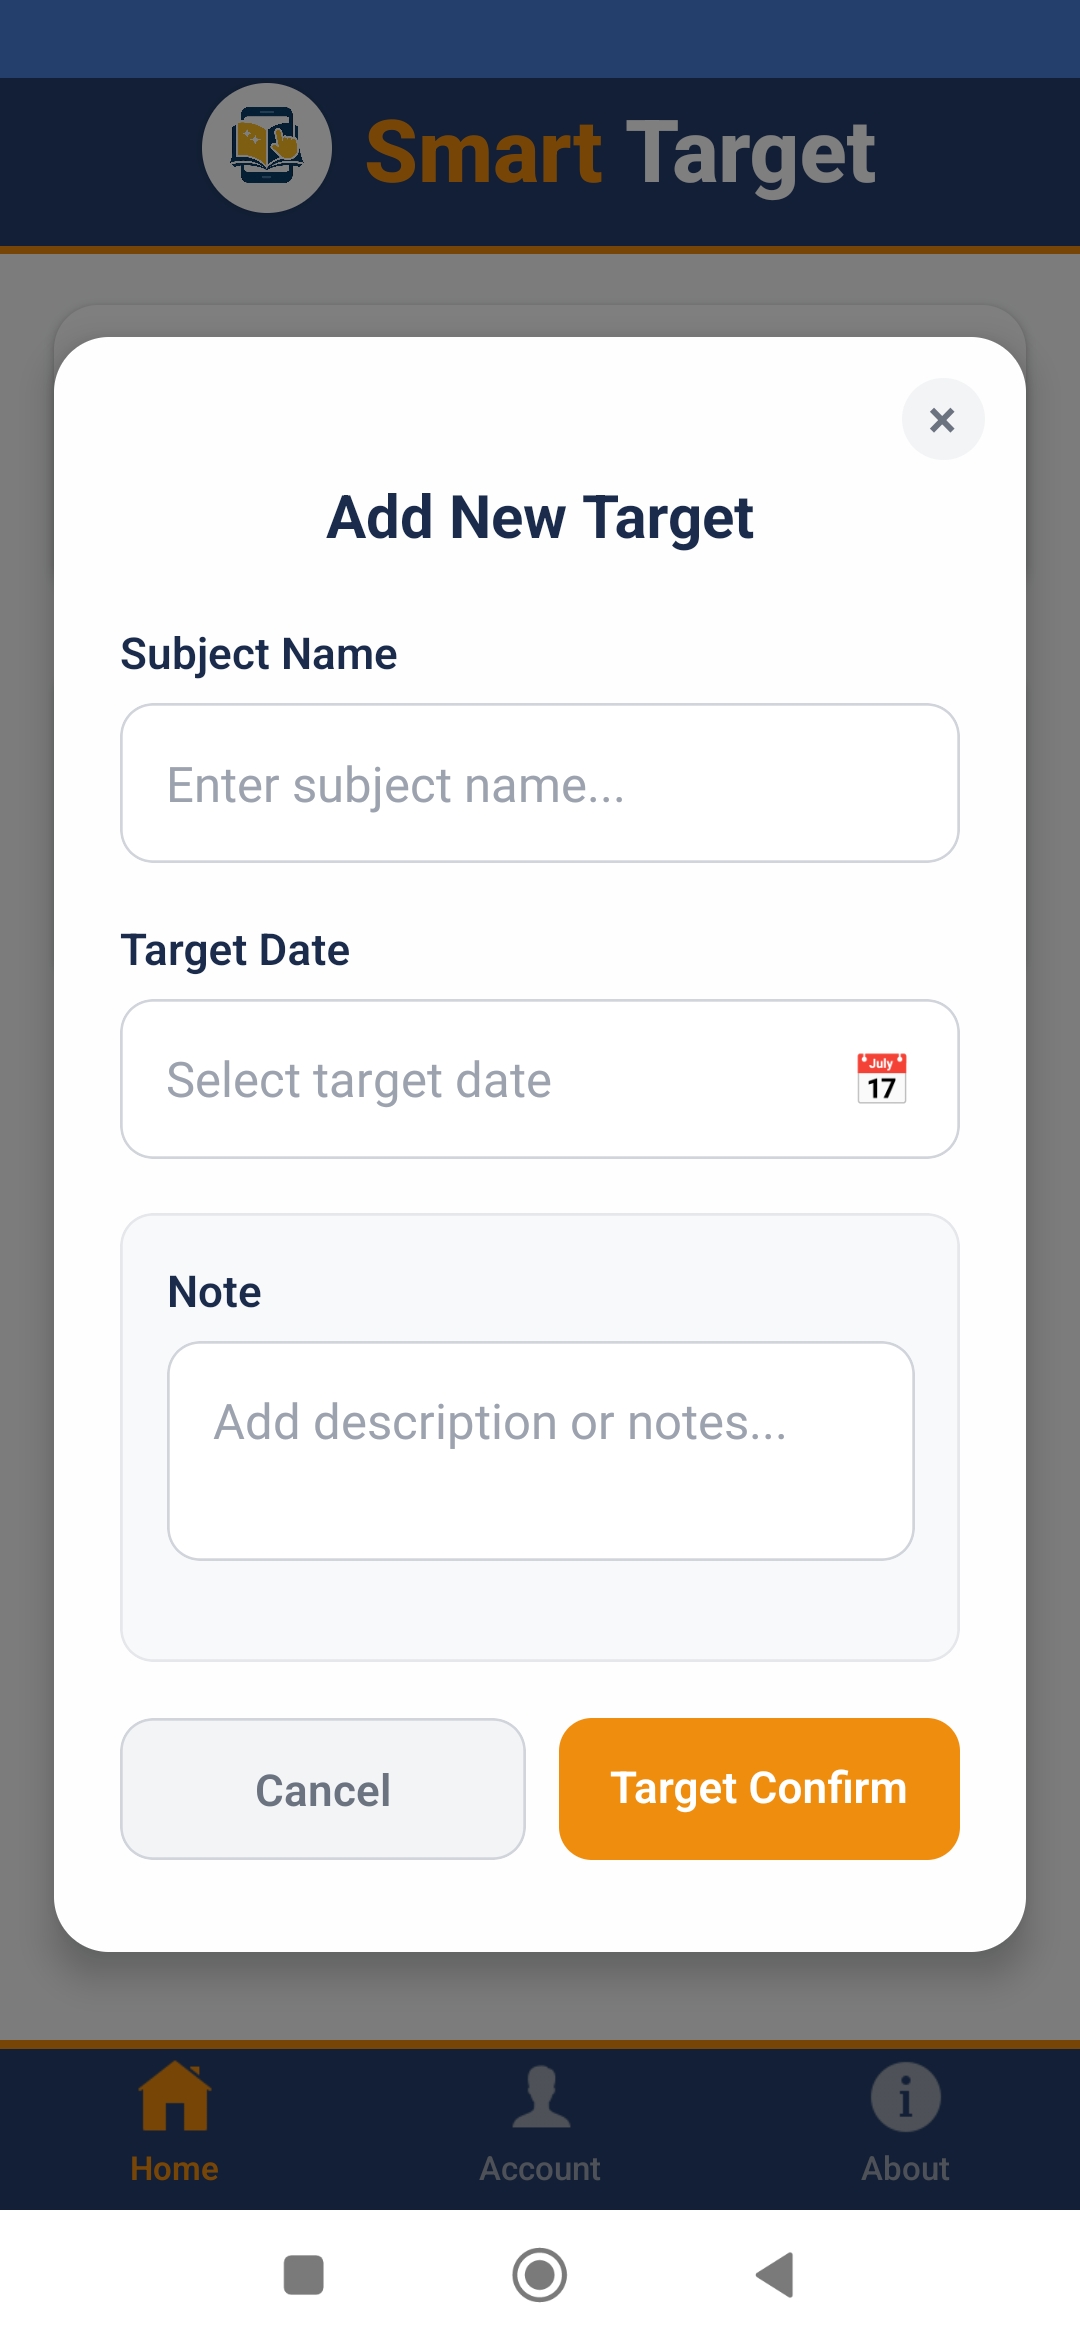 Smart Target
×
Add New Target
Subject Name
Enter subject name...
Target Date
Select target date
July
17
Note
Add description or notes...
Cancel
Target Confirm
Home
Account
About